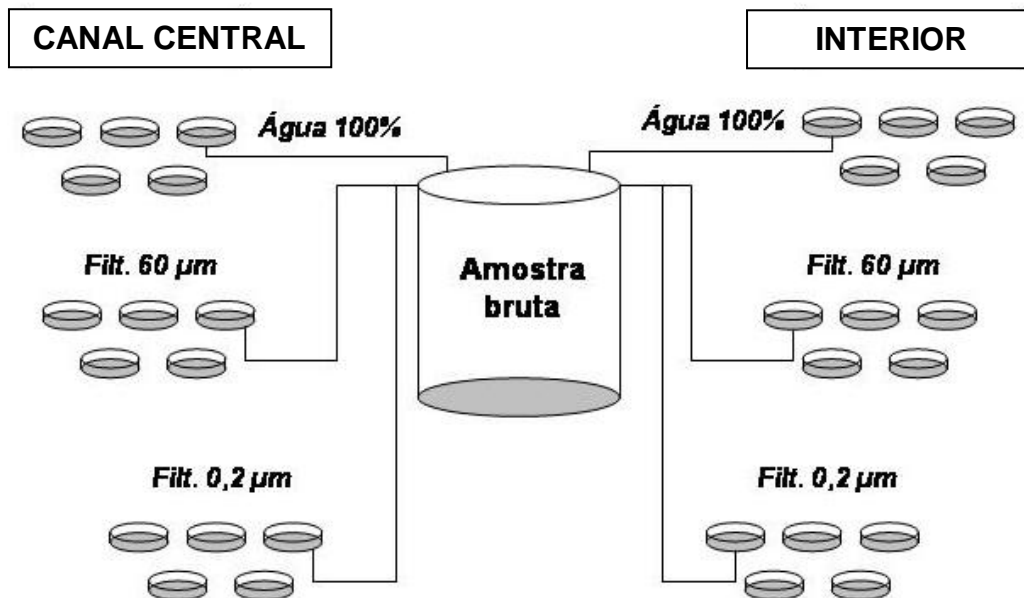 CANAL CENTRAL
INTERIOR
Água 100%
Água 100%
Filt. 60 µm
Filt. 60 µm
Amostra
bruta
Filt. 0,2 µm
Filt. 0,2 µm